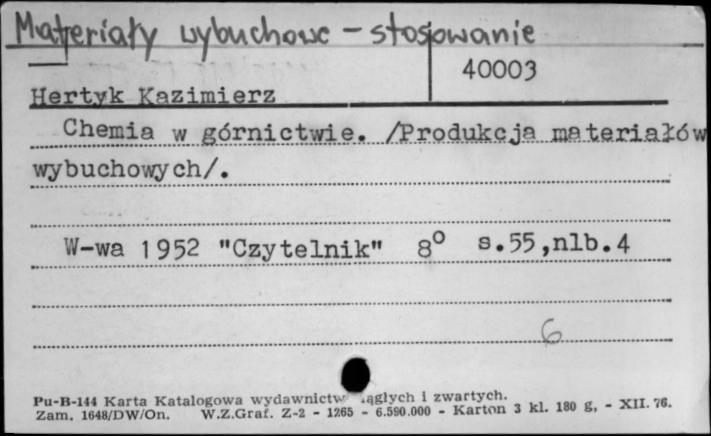 Materiały wybuchowe - stosowanie
40003
Hertyk Kazimierz
Chemia w górnictwie. /Produkcja materiałów
wybuchowych/.
W-wa 1952 "Czytelnik" 8° s.55,nlb.4
6
Pu-B-144 Karta Katalogowa wydawnictw iągłych i zwartych.
Zam. 1648/DW/On. W.Z.Graf. Z-2 - 1265 - 6.590.000 - Karton 3 kl. 180 g, - XII. 76.